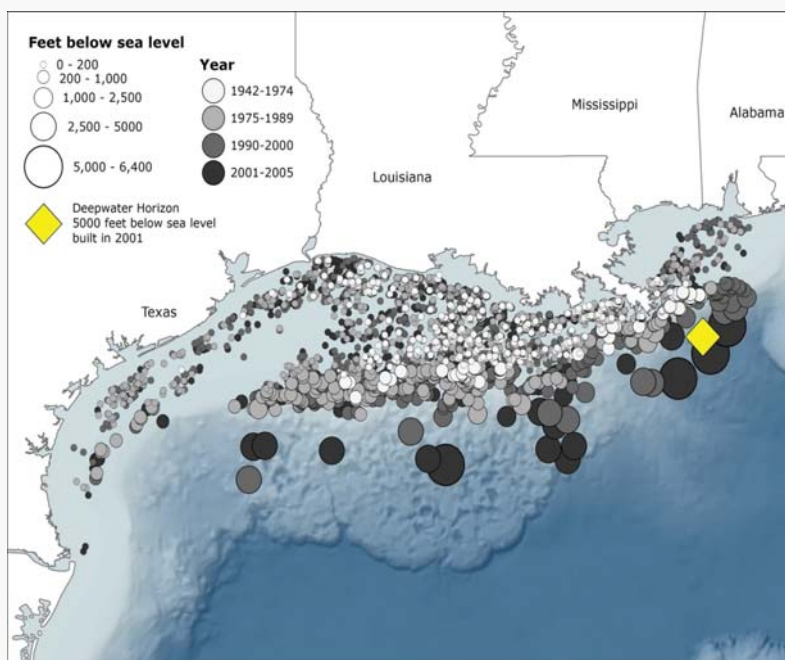 Feet below sea level
0 - 200
200 - 1,000
1,000 - 2,500
2,500 - 5000
5,000 - 6,400
Year
1942-1974
1975-1989
1990-2000
2001-2005
Deepwater Horizon
5000 feet below sea level
built in 2001
Mississippi
Alabama
Louisiana
Texas